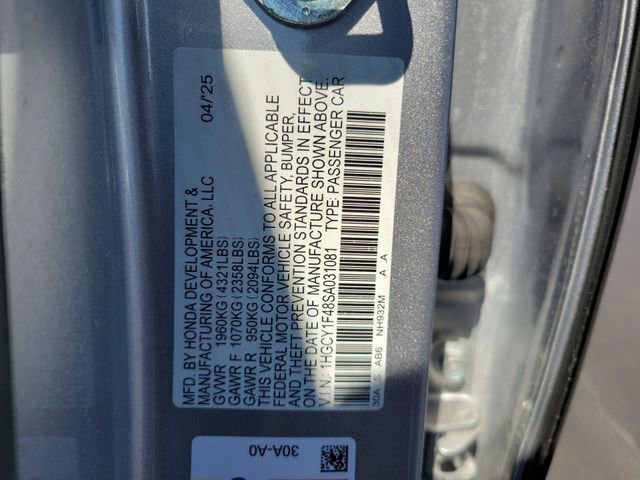 MFD. BY HONDA DEVELOPMENT & 04/'25
MANUFACTURING OF AMERICA, LLC
GVWR 1960KG(4321LBS)
GAWR F 1070KG(2358LBS)
GAWR R 950KG(2094LBS)
THIS VEHICLE CONFORMS TO ALL APPLICABLE
FEDERAL MOTOR VEHICLE SAFETY, BUMPER,
AND THEFT PREVENTION STANDARDS IN EFFECT
ON THE DATE OF MANUFACTURE SHOWN ABOVE.
V.I.N.: 1HGCY1F48SA031081 TYPE: PASSENGER CAR
30A S AB6 NH932M A .A
30A-A0